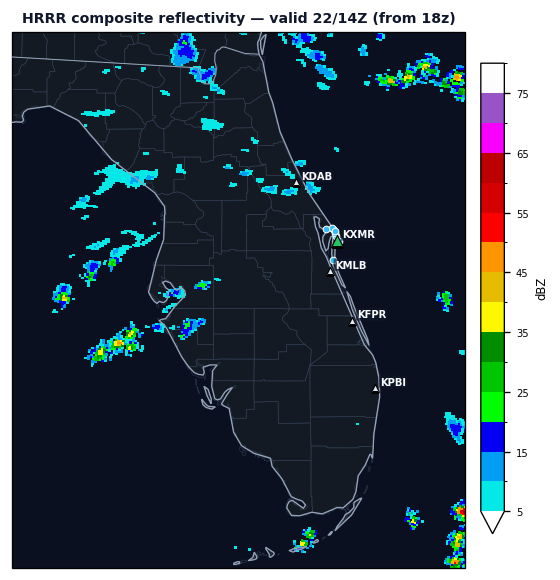 HRRR composite reflectivity — valid 22/14Z (from 18z)
KDAB
KXMR
KMLB
KFPR
KPBI
75
65
55
45
35
25
15
5
dBZ